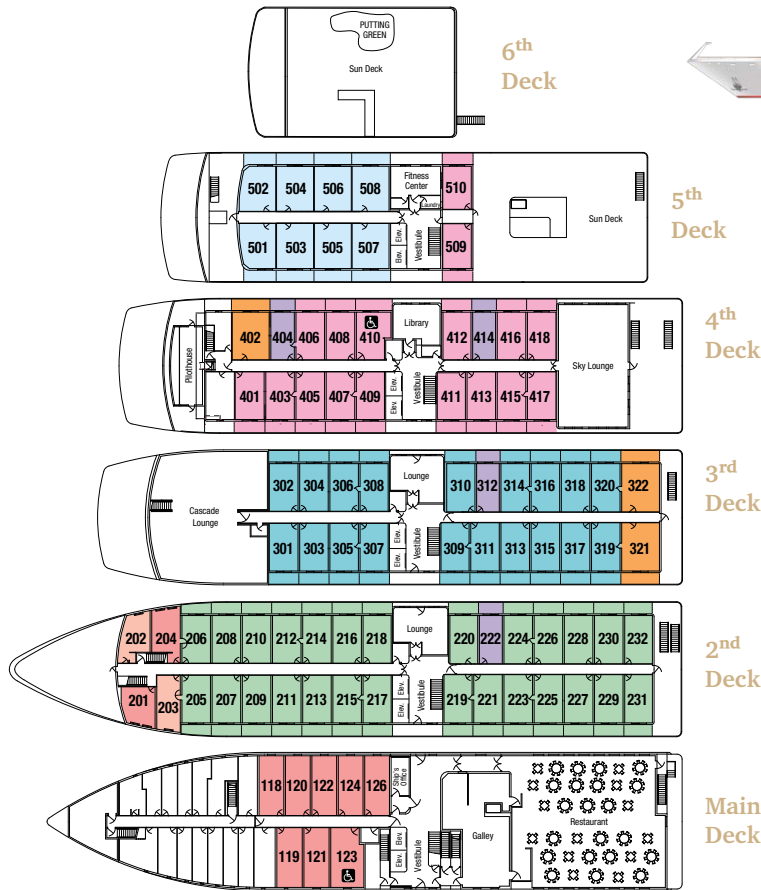 PUTTING
GREEN
Sun Deck
6th
Deck
502 504 506 508 Fitness
Center 510
Laundry
501 503 505 507 Elev. Elev. Vestibule 509
Sun Deck
5th
Deck
402 404 406 408 410 Library 412 414 416 418
Pilothouse
401 403 405 407 409 Elev. Elev. Vestibule 411 413 415 417
Sky Lounge
4th
Deck
302 304 306 308 Lounge 310 312 314 316 318 320 322
Cascade
Lounge
301 303 305 307 Elev. Elev. Vestibule 309 311 313 315 317 319 321
3rd
Deck
202 204 206 208 210 212 214 216 218 Lounge 220 222 224 226 228 230 232
201 203 205 207 209 211 213 215 217 Elev. Elev. Vestibule 219 221 223 225 227 229 231
2nd
Deck
118 120 122 124 126 Ship's
Office
119 121 123 Elev. Elev. Vestibule Galley Restaurant
Main
Deck